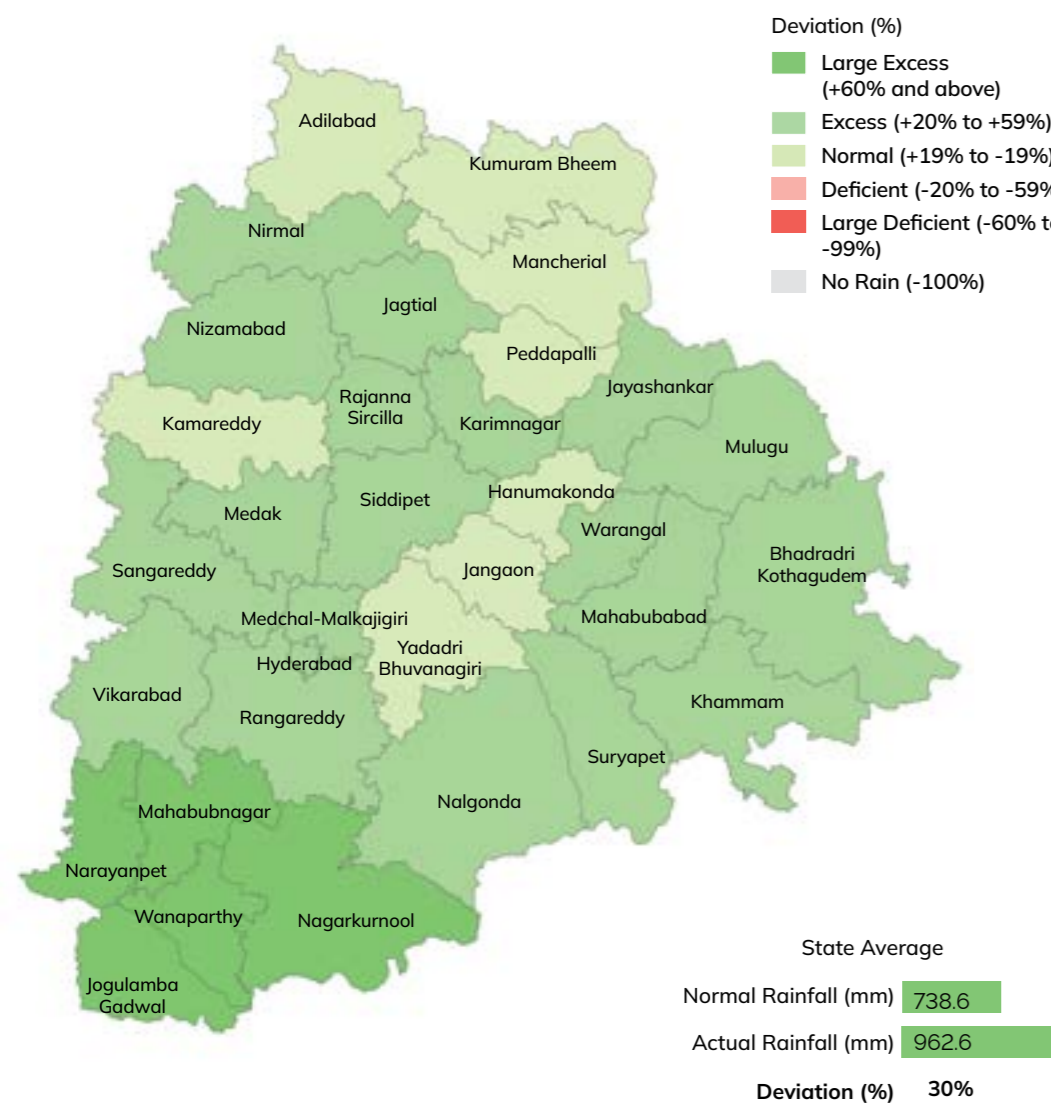 Deviation (%)
Large Excess
(+60% and above)
Excess (+20% to +59%)
Normal (+19% to -19%)
Deficient (-20% to -59%
Large Deficient (-60% to
-99%)
No Rain (-100%)
Adilabad
Kumuram Bheem
Nirmal
Mancherial
Jagtial
Nizamabad
Peddapalli
Jayashankar
Rajanna
Sircilla
Kamareddy
Karimnagar
Mulugu
Hanumakonda
Siddipet
Medak
Warangal
Bhadradri
Kothagudem
Sangareddy
Jangaon
Medchal-Malkajigiri
Mahabubabad
Yadadri
Bhuvanagiri
Hyderabad
Vikarabad
Khammam
Rangareddy
Suryapet
Nalgonda
Mahabubnagar
Narayanpet
Wanaparthy
Nagarkurnool
Jogulamba
Gadwal
State Average
Normal Rainfall (mm) 738.6
Actual Rainfall (mm) 962.6
Deviation (%) 30%